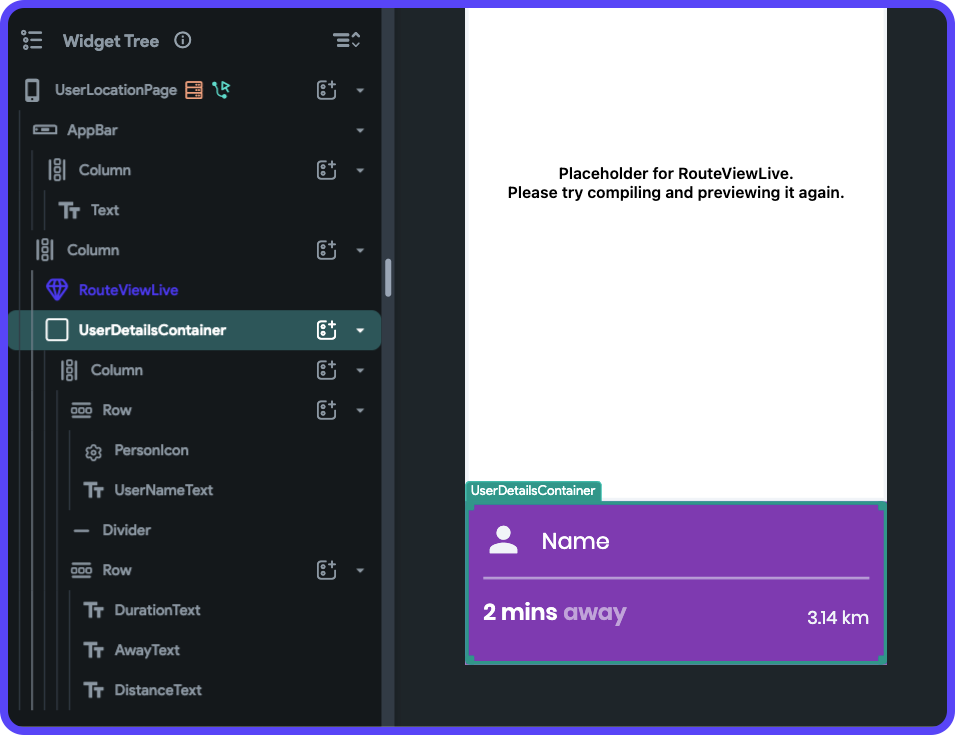 Widget Tree
UserLocationPage
AppBar
Column
Text
Column
RouteViewLive
UserDetailsContainer
Column
Row
PersonIcon
UserNameText
Divider
Row
DurationText
AwayText
DistanceText
Placeholder for RouteViewLive.
Please try compiling and previewing it again.
UserDetailsContainer
Name
2 mins away
3.14 km